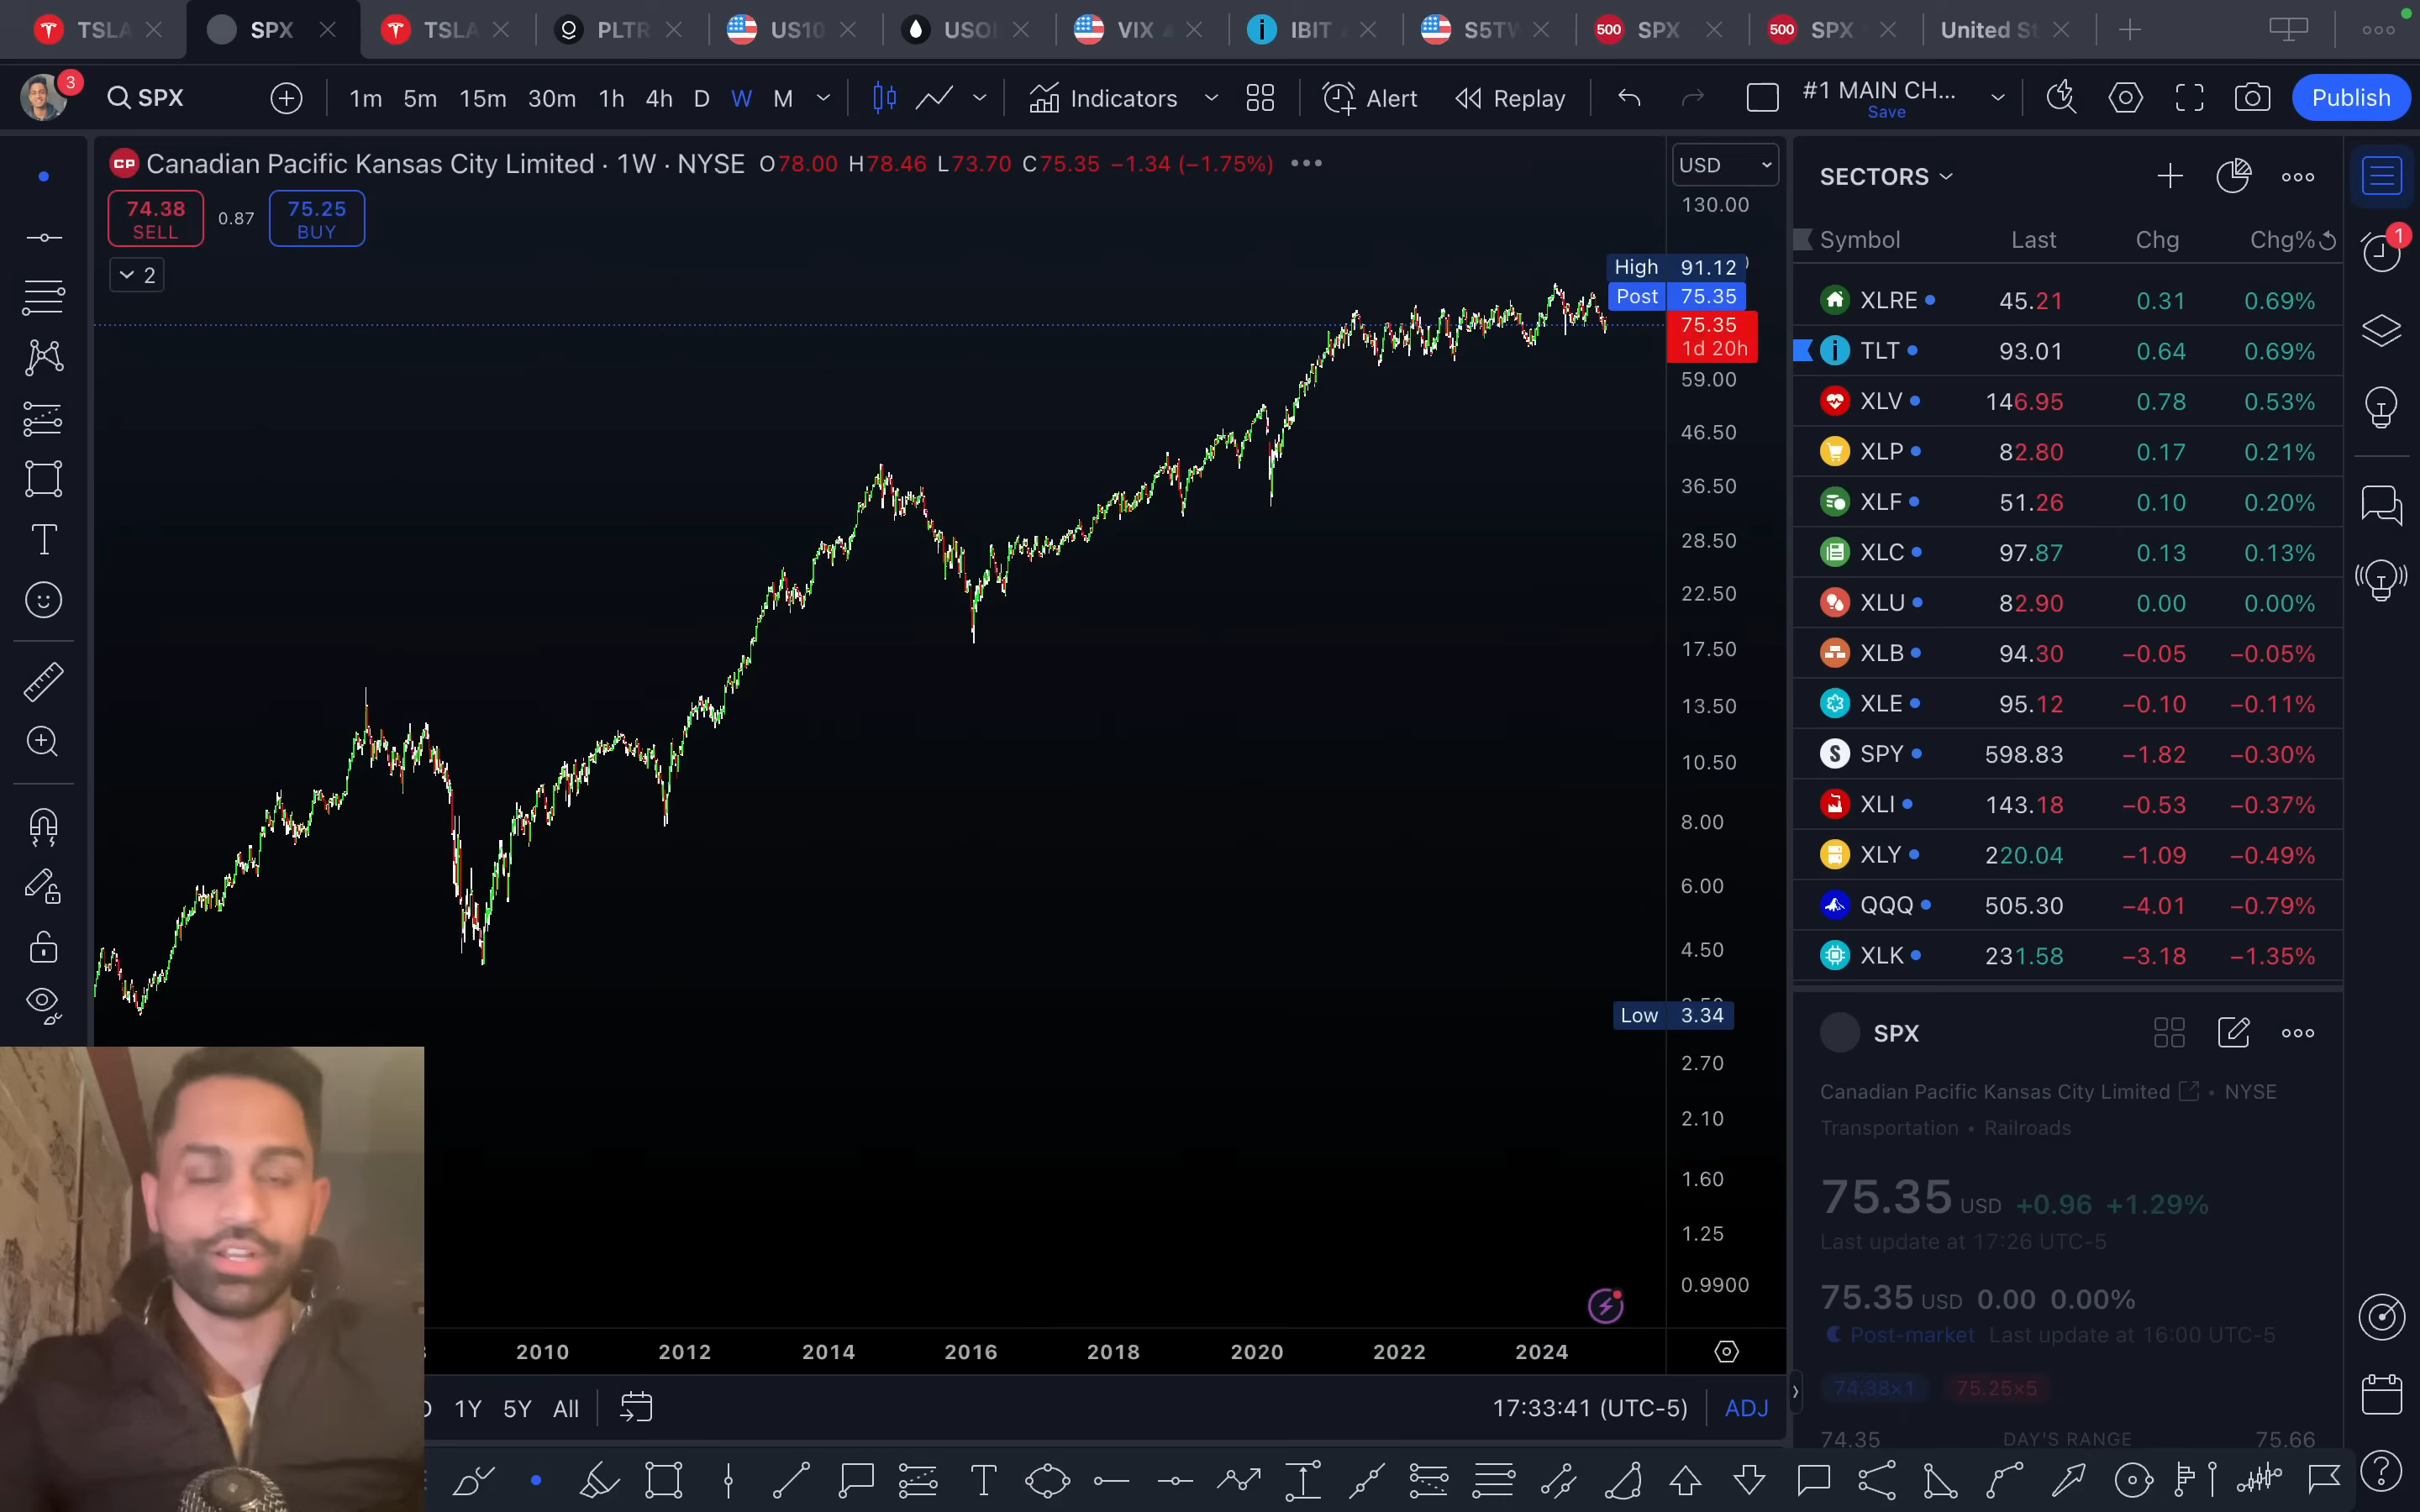 TSLA
SPX
TSLA
PLTR
US10
USOI
VIX
IBIT
S5TW
500 SPX
500 SPX
United St
3
SPX
1m 5m 15m 30m 1h 4h D W M
Indicators
Alert
Replay
#1 MAIN CH...
Save
Publish
CP Canadian Pacific Kansas City Limited · 1W · NYSE O78.00 H78.46 L73.70 C75.35 −1.34 (−1.75%)
74.38
SELL
0.87
75.25
BUY
2
USD
130.00
High 91.12
Post 75.35
75.35
1d 20h
59.00
46.50
36.50
28.50
22.50
17.50
13.50
10.50
8.00
6.00
4.50
Low 3.34
2.70
2.10
1.60
1.25
0.9900
2010 2012 2014 2016 2018 2020 2022 2024
1Y 5Y All
17:33:41 (UTC-5) ADJ
SECTORS
Symbol Last Chg Chg%
XLRE 45.21 0.31 0.69%
TLT 93.01 0.64 0.69%
XLV 146.95 0.78 0.53%
XLP 82.80 0.17 0.21%
XLF 51.26 0.10 0.20%
XLC 97.87 0.13 0.13%
XLU 82.90 0.00 0.00%
XLB 94.30 −0.05 −0.05%
XLE 95.12 −0.10 −0.11%
S SPY 598.83 −1.82 −0.30%
XLI 143.18 −0.53 −0.37%
XLY 220.04 −1.09 −0.49%
QQQ 505.30 −4.01 −0.79%
XLK 231.58 −3.18 −1.35%
SPX
Canadian Pacific Kansas City Limited • NYSE
Transportation • Railroads
75.35 USD +0.96 +1.29%
Last update at 17:26 UTC-5
75.35 USD 0.00 0.00%
Post-market Last update at 16:00 UTC-5
74.38×1 75.25×5
74.35 DAY'S RANGE 75.66
1